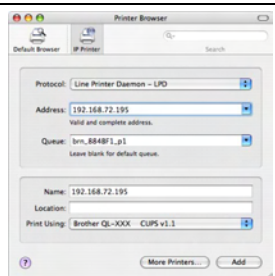 Printer Browser
Default Browser
IP Printer
Search
Protocol: Line Printer Daemon – LPD
Address: 192.168.72.195
Valid and complete address.
Queue: brn_8848F1_p1
Leave blank for default queue.
Name: 192.168.72.195
Location:
Print Using: Brother QL-XXX CUPS v1.1
?
More Printers...
Add